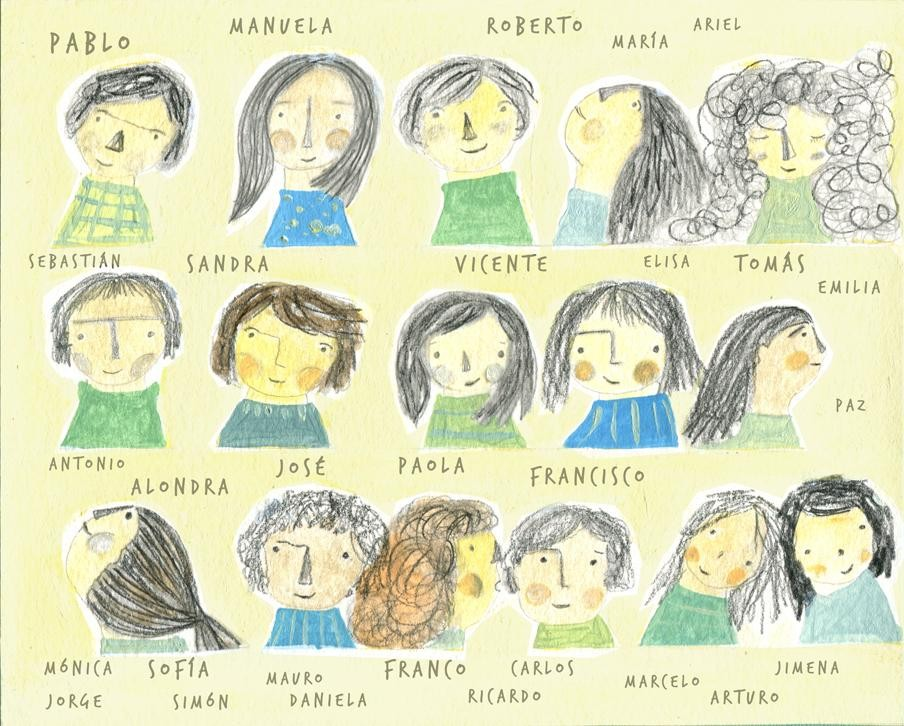 PABLO
MANUELA
ROBERTO
MARÍA
ARIEL
SEBASTIÁN
SANDRA
VICENTE
ELISA
TOMÁS
EMILIA
PAZ
ANTONIO
ALONDRA
JOSÉ
PAOLA
FRANCISCO
MÓNICA
SOFÍA
MAURO
FRANCO
CARLOS
MARCELO
JIMENA
JORGE
SIMÓN
DANIELA
RICARDO
ARTURO